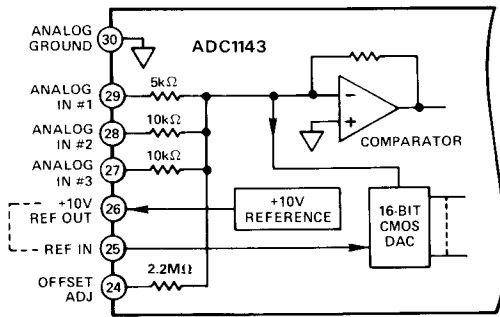 ANALOG
GROUND
30
ADC1143
ANALOG
IN #1
29
5kΩ
ANALOG
IN #2
28
10kΩ
ANALOG
IN #3
27
10kΩ
−
+
COMPARATOR
+10V
REF OUT
26
+10V
REFERENCE
16-BIT
CMOS
DAC
REF IN
25
OFFSET
ADJ
24
2.2MΩ